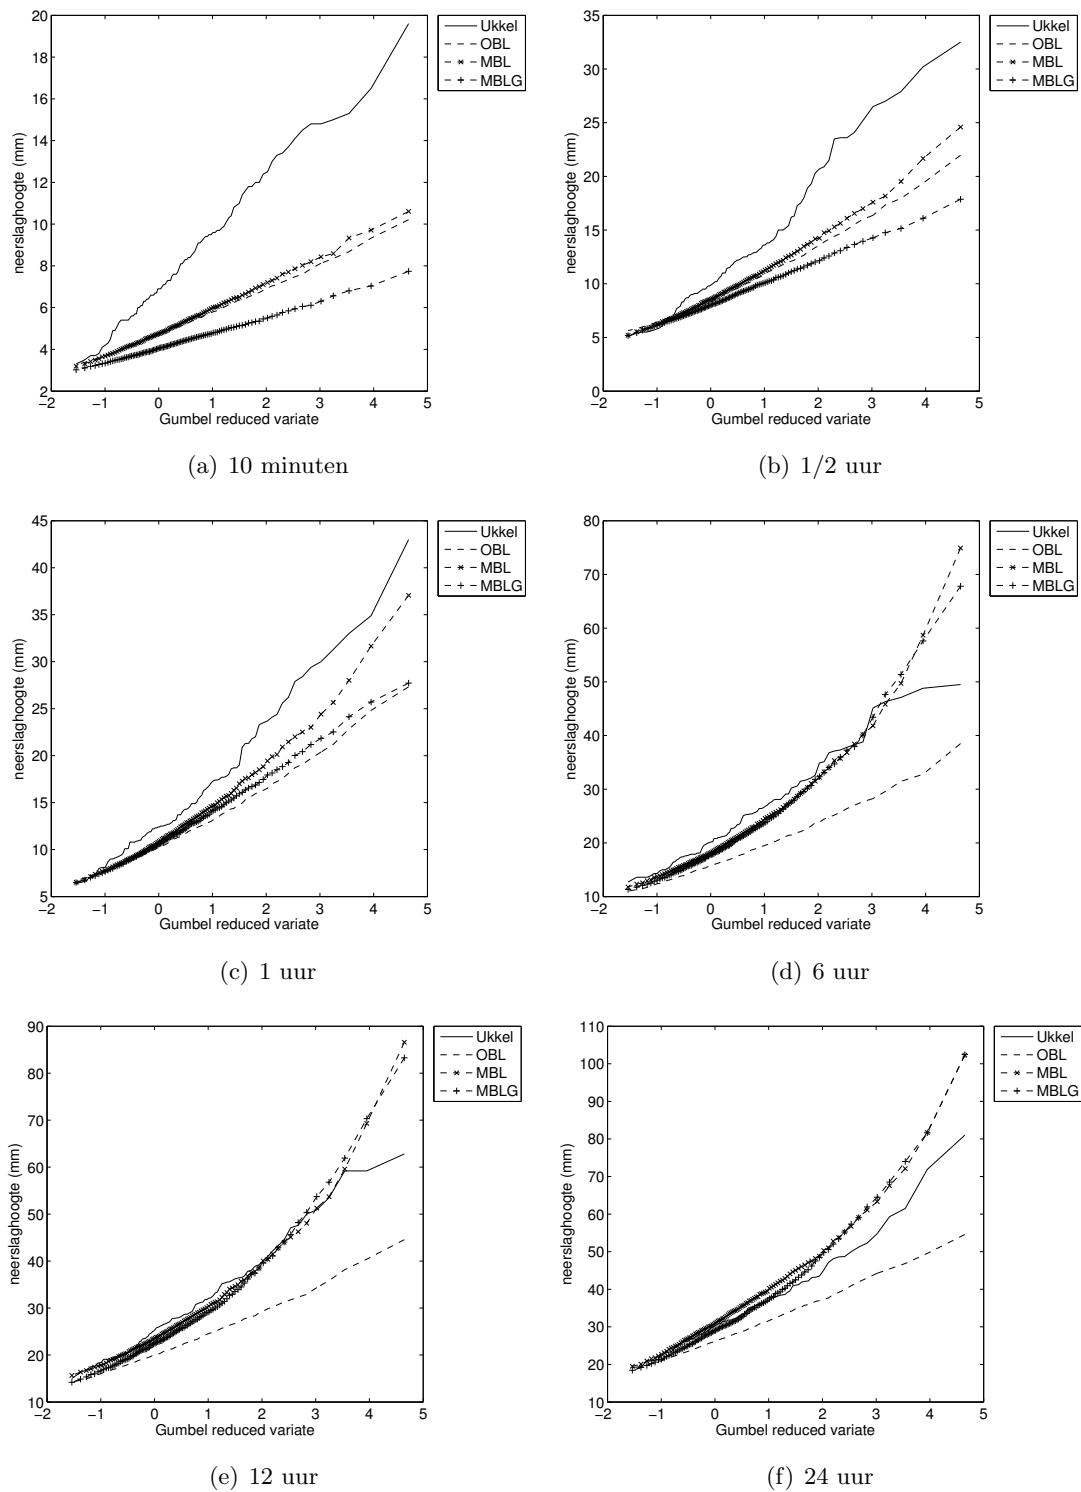 20
18
16
14
12
10
8
6
4
2
−2 −1 0 1 2 3 4 5
neerslaghoogte (mm)
Gumbel reduced variate
Ukkel
OBL
MBL
MBLG
(a) 10 minuten
35
30
25
20
15
10
5
0
−2 −1 0 1 2 3 4 5
neerslaghoogte (mm)
Gumbel reduced variate
Ukkel
OBL
MBL
MBLG
(b) 1/2 uur
45
40
35
30
25
20
15
10
5
−2 −1 0 1 2 3 4 5
neerslaghoogte (mm)
Gumbel reduced variate
Ukkel
OBL
MBL
MBLG
(c) 1 uur
80
70
60
50
40
30
20
10
−2 −1 0 1 2 3 4 5
neerslaghoogte (mm)
Gumbel reduced variate
Ukkel
OBL
MBL
MBLG
(d) 6 uur
90
80
70
60
50
40
30
20
10
−2 −1 0 1 2 3 4 5
neerslaghoogte (mm)
Gumbel reduced variate
Ukkel
OBL
MBL
MBLG
(e) 12 uur
110
100
90
80
70
60
50
40
30
20
10
−2 −1 0 1 2 3 4 5
neerslaghoogte (mm)
Gumbel reduced variate
Ukkel
OBL
MBL
MBLG
(f) 24 uur